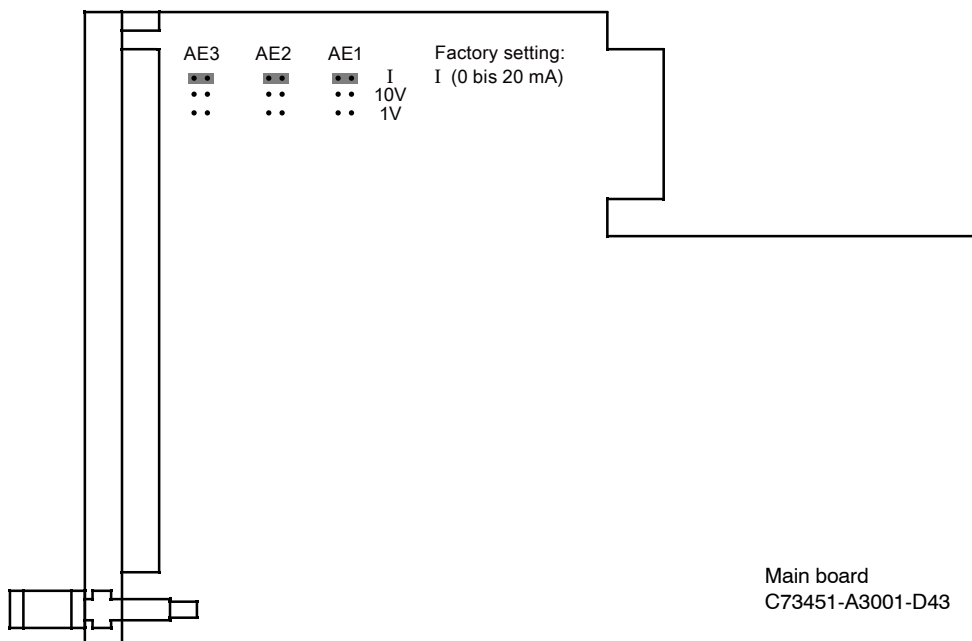 AE3 AE2 AE1 Factory setting:
I I (0 bis 20 mA)
10V
1V
Main board
C73451-A3001-D43